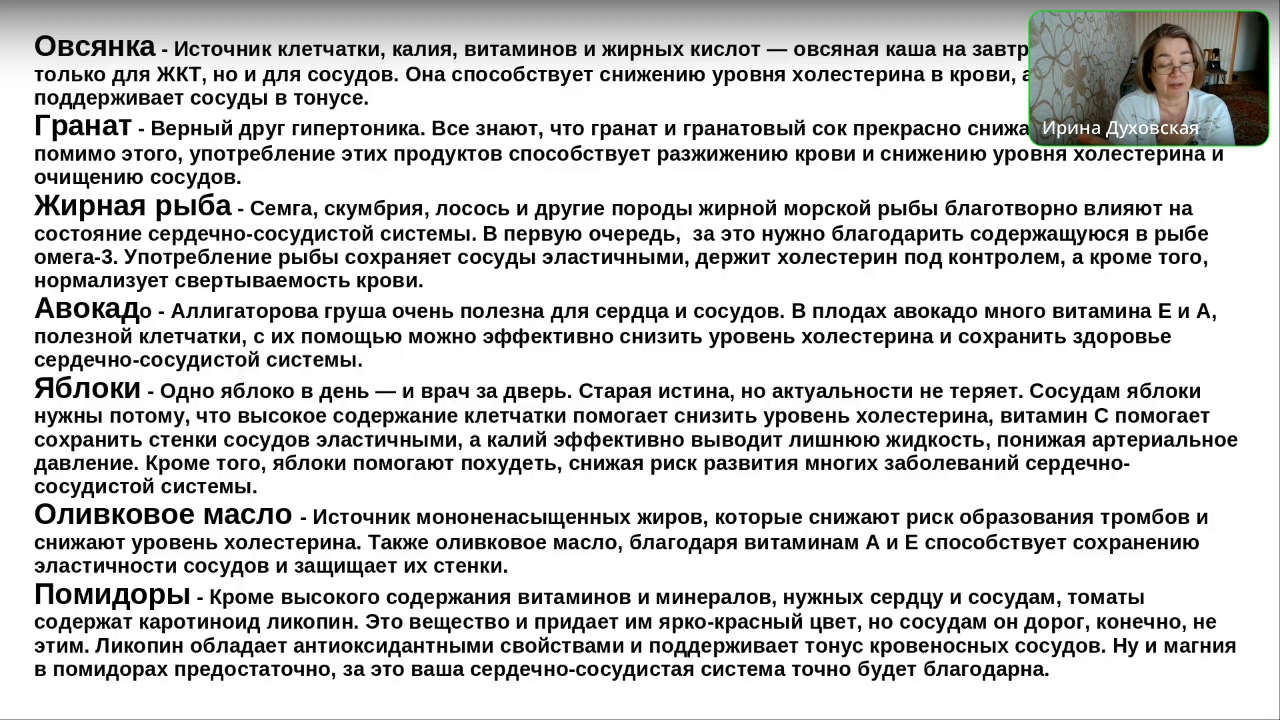 Овсянка - Источник клетчатки, калия, витаминов и жирных кислот — овсяная каша на
только для ЖКТ, но и для сосудов. Она способствует снижению уровня холестерина в крови,
поддерживает сосуды в тонусе.
Гранат - Верный друг гипертоника. Все знают, что гранат и гранатовый сок прекрасно
помимо этого, употребление этих продуктов способствует разжижению крови и снижению уровня холестерина и
очищению сосудов.
Жирная рыба - Семга, скумбрия, лосось и другие породы жирной морской рыбы благотворно влияют на
состояние сердечно-сосудистой системы. В первую очередь, за это нужно благодарить содержащуюся в рыбе
омега-3. Употребление рыбы сохраняет сосуды эластичными, держит холестерин под контролем, а кроме того,
нормализует свертываемость крови.
Авокадо - Аллигаторова груша очень полезна для сердца и сосудов. В плодах авокадо много витамина Е и А,
полезной клетчатки, с их помощью можно эффективно снизить уровень холестерина и сохранить здоровье
сердечно-сосудистой системы.
Яблоки - Одно яблоко в день — и врач за дверь. Старая истина, но актуальности не теряет. Сосудам яблоки
нужны потому, что высокое содержание клетчатки помогает снизить уровень холестерина, витамин С помогает
сохранить стенки сосудов эластичными, а калий эффективно выводит лишнюю жидкость, понижая артериальное
давление. Кроме того, яблоки помогают похудеть, снижая риск развития многих заболеваний сердечно-
сосудистой системы.
Оливковое масло - Источник мононенасыщенных жиров, которые снижают риск образования тромбов и
снижают уровень холестерина. Также оливковое масло, благодаря витаминам А и Е способствует сохранению
эластичности сосудов и защищает их стенки.
Помидоры - Кроме высокого содержания витаминов и минералов, нужных сердцу и сосудам, томаты
содержат каротиноид ликопин. Это вещество и придает им ярко-красный цвет, но сосудам он дорог, конечно, не
этим. Ликопин обладает антиоксидантными свойствами и поддерживает тонус кровеносных сосудов. Ну и магния
в помидорах предостаточно, за это ваша сердечно-сосудистая система точно будет благодарна.
Ирина Духовская